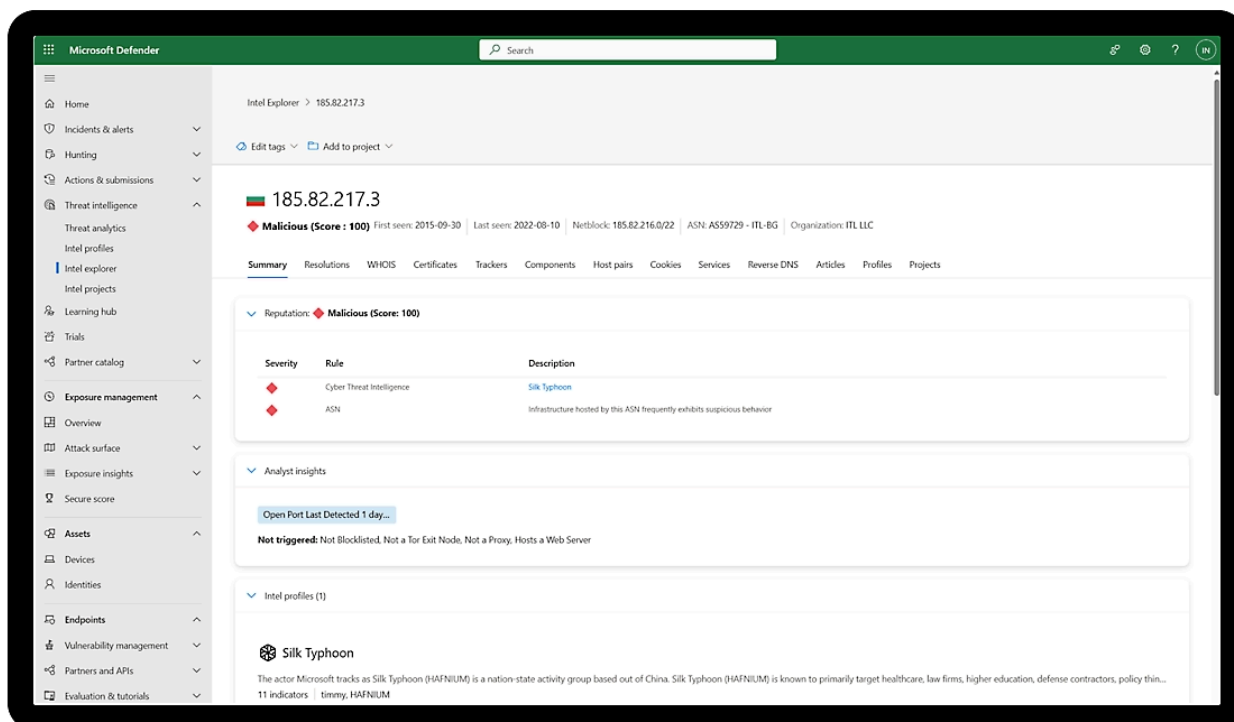 Microsoft Defender
Search
IN
Home
Incidents & alerts
Hunting
Actions & submissions
Threat intelligence
Threat analytics
Intel profiles
Intel explorer
Intel projects
Learning hub
Trials
Partner catalog
Exposure management
Overview
Attack surface
Exposure insights
Secure score
Assets
Devices
Identities
Endpoints
Vulnerability management
Partners and APIs
Evaluation & tutorials
Intel Explorer > 185.82.217.3
Edit tags Add to project
185.82.217.3
Malicious (Score : 100) First seen: 2015-09-30 Last seen: 2022-08-10 Netblock: 185.82.216.0/22 ASN: AS59729 - ITL-BG Organization: ITL LLC
Summary Resolutions WHOIS Certificates Trackers Components Host pairs Cookies Services Reverse DNS Articles Profiles Projects
Reputation: Malicious (Score: 100)
Severity Rule Description
Cyber Threat Intelligence Silk Typhoon
ASN Infrastructure hosted by this ASN frequently exhibits suspicious behavior
Analyst insights
Open Port Last Detected 1 day...
Not triggered: Not Blocklisted, Not a Tor Exit Node, Not a Proxy, Hosts a Web Server
Intel profiles (1)
Silk Typhoon
The actor Microsoft tracks as Silk Typhoon (HAFNIUM) is a nation-state activity group based out of China. Silk Typhoon (HAFNIUM) is known to primarily target healthcare, law firms, higher education, defense contractors, policy thin...
11 indicators timmy, HAFNIUM